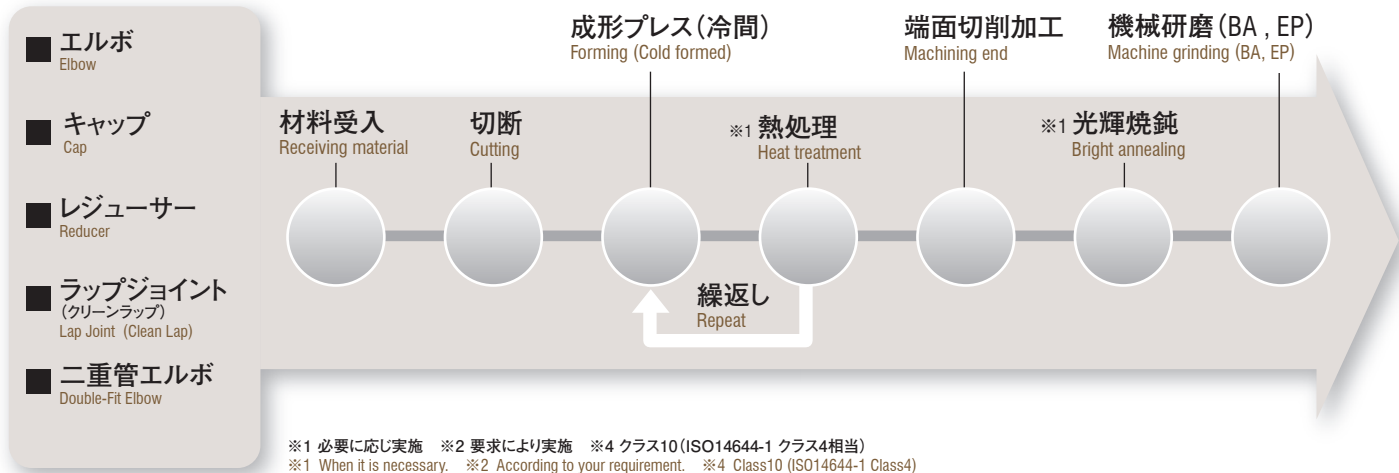 エルボ
Elbow
キャップ
Cap
レジューサー
Reducer
ラップジョイント
(クリーンラップ)
Lap Joint (Clean Lap)
二重管エルボ
Double-Fit Elbow
材料受入
Receiving material
切断
Cutting
成形プレス(冷間)
Forming (Cold formed)
※1 熱処理
Heat treatment
端面切削加工
Machining end
※1 光輝焼鈍
Bright annealing
機械研磨(BA , EP)
Machine grinding (BA, EP)
繰返し
Repeat
※1 必要に応じ実施 ※2 要求により実施 ※4 クラス10(ISO14644-1 クラス4相当)
※1 When it is necessary. ※2 According to your requirement. ※4 Class10 (ISO14644-1 Class4)